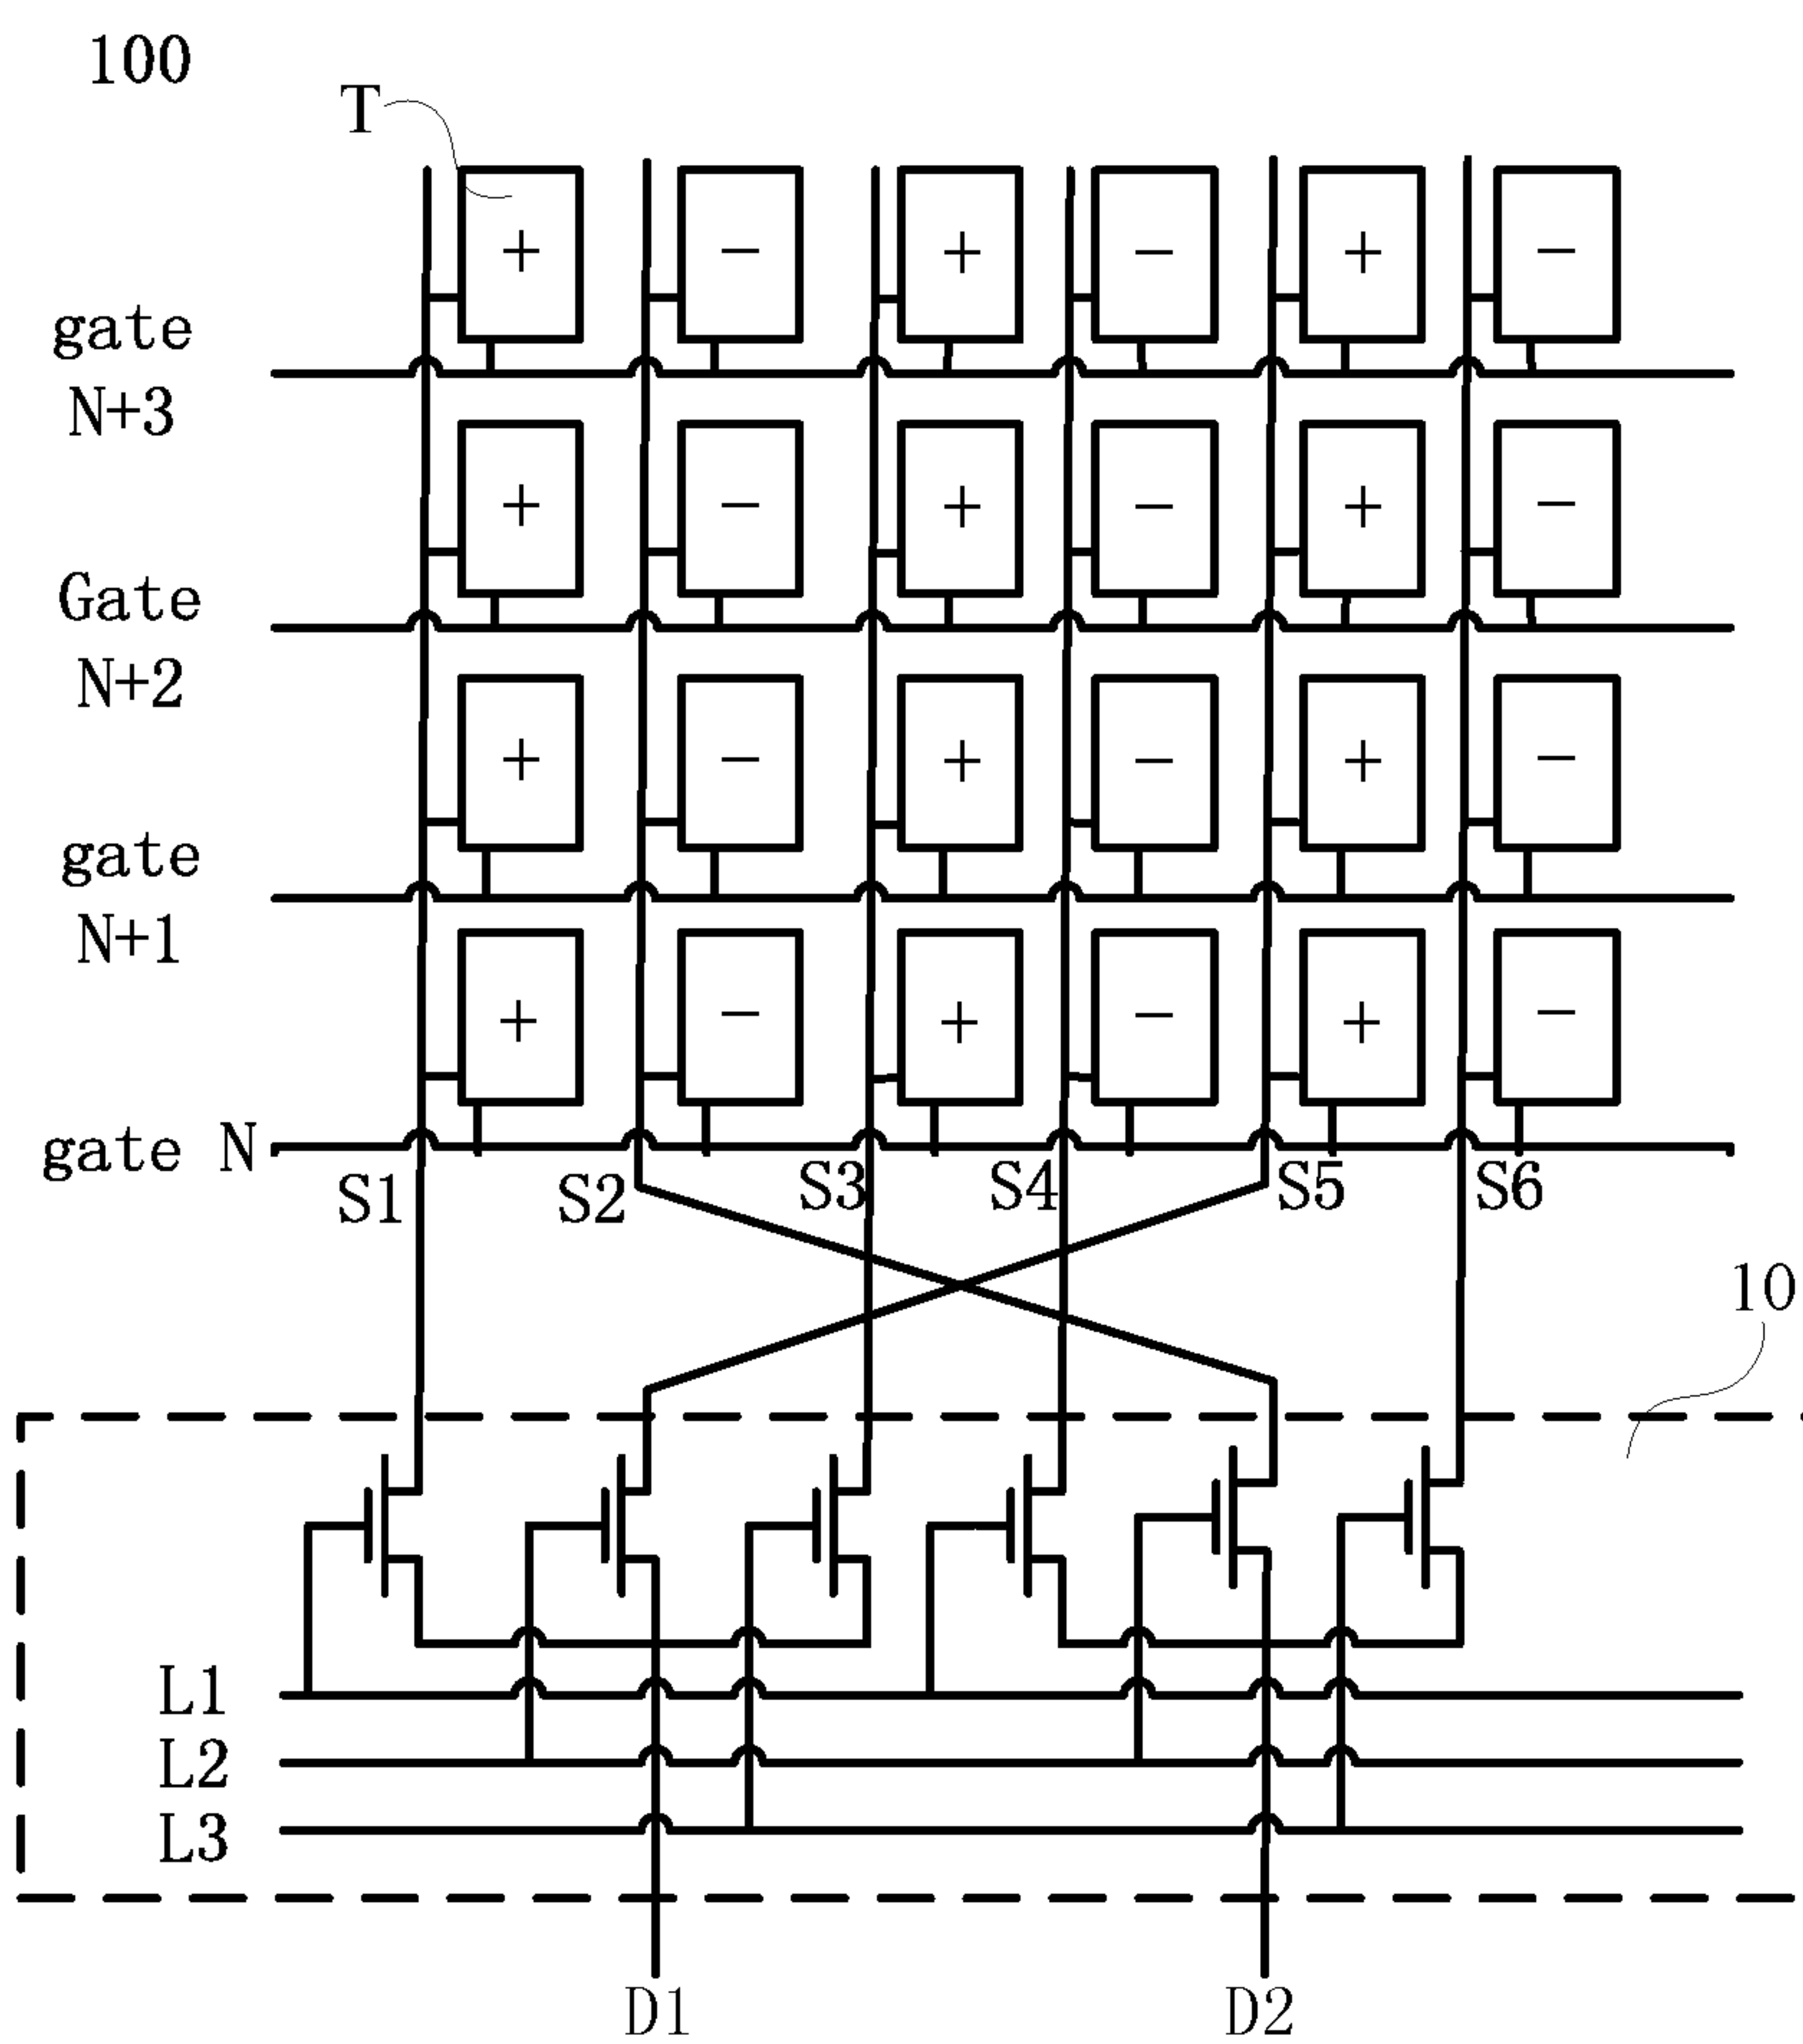 100
T
+ − + − + −
gate
N+3
+ − + − + −
Gate
N+2
+ − + − + −
gate
N+1
+ − + − + −
gate N
S1 S2 S3 S4 S5 S6
10
L1
L2
L3
D1 D2